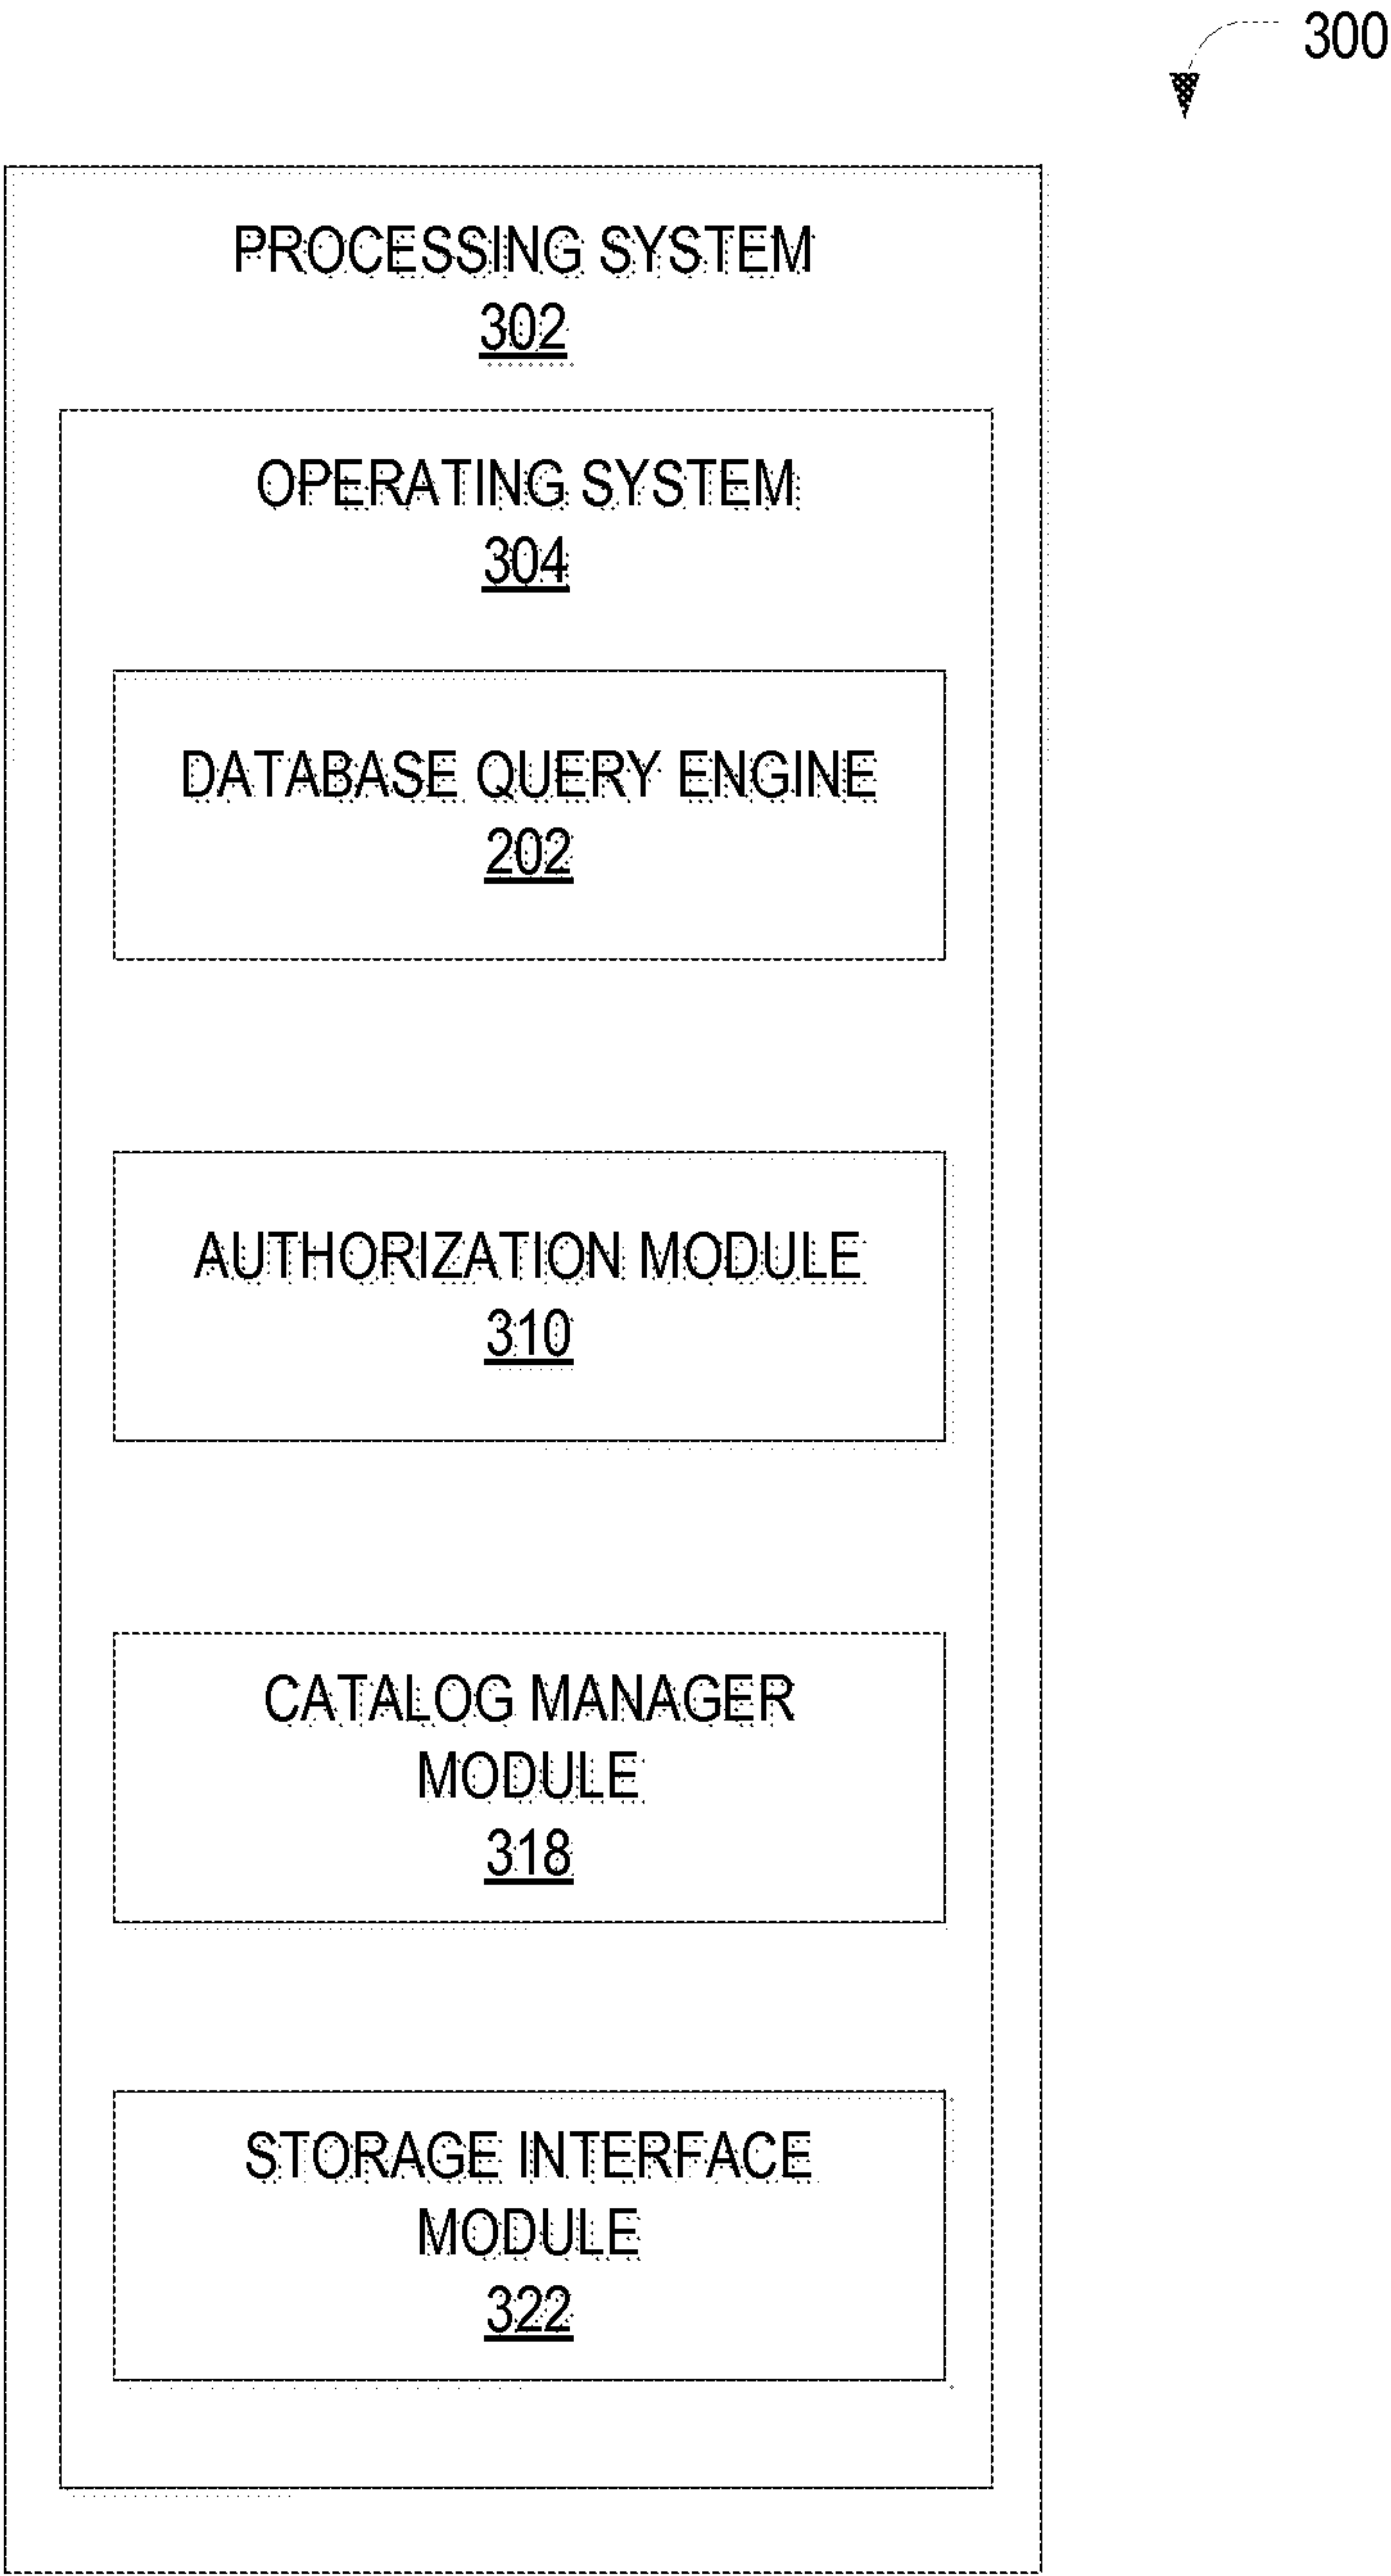 300
PROCESSING SYSTEM
302
OPERATING SYSTEM
304
DATABASE QUERY ENGINE
202
AUTHORIZATION MODULE
310
CATALOG MANAGER
MODULE
318
STORAGE INTERFACE
MODULE
322